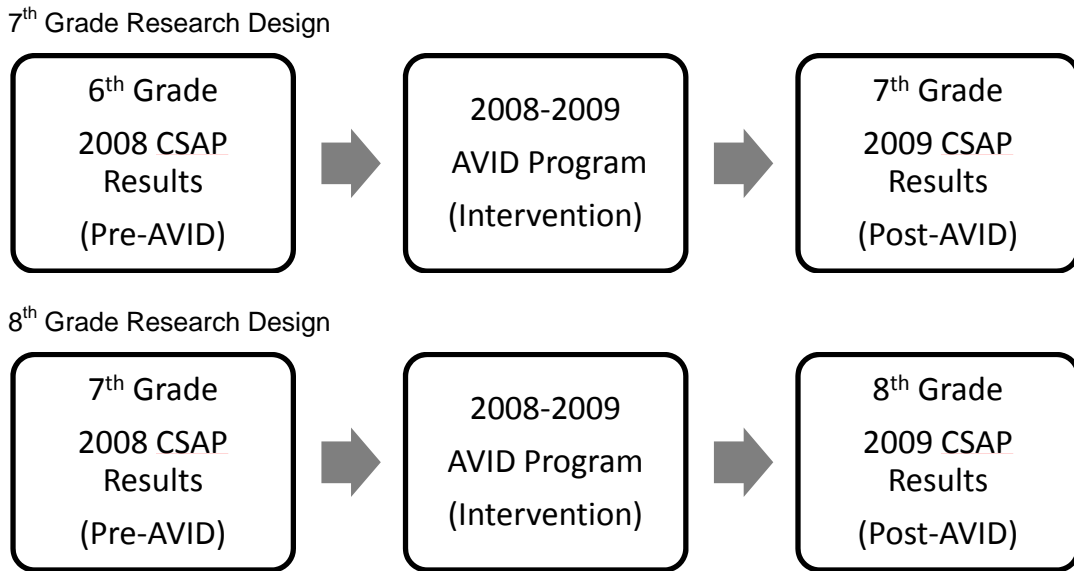 7th Grade Research Design
6th Grade
2008 CSAP
Results
(Pre-AVID)
2008-2009
AVID Program
(Intervention)
7th Grade
2009 CSAP
Results
(Post-AVID)
8th Grade Research Design
7th Grade
2008 CSAP
Results
(Pre-AVID)
2008-2009
AVID Program
(Intervention)
8th Grade
2009 CSAP
Results
(Post-AVID)